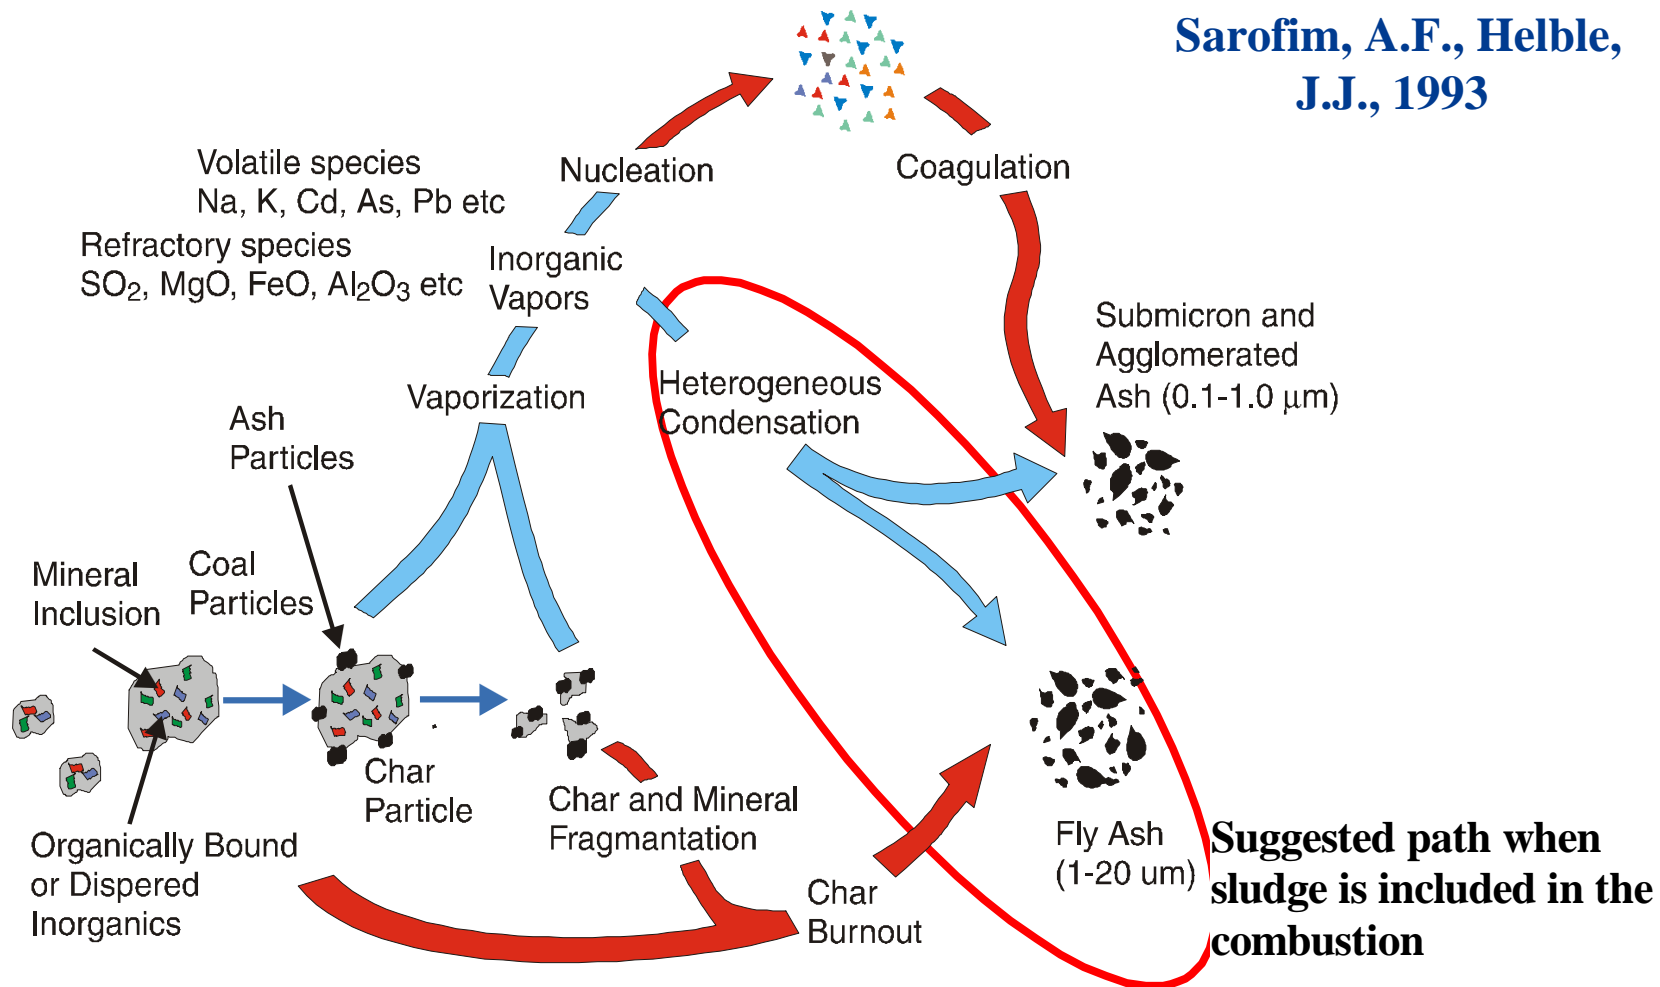 Sarofim, A.F., Helble,
J.J., 1993
Volatile species
Na, K, Cd, As, Pb etc
Refractory species
SO₂, MgO, FeO, Al₂O₃ etc
Nucleation
Coagulation
Inorganic
Vapors
Submicron and
Agglomerated
Ash (0.1-1.0 μm)
Heterogeneous
Condensation
Vaporization
Ash
Particles
Mineral
Inclusion
Coal
Particles
Char
Particle
Char and Mineral
Fragmantation
Organically Bound
or Dispered
Inorganics
Char
Burnout
Fly Ash
(1-20 um)
Suggested path when
sludge is included in the
combustion